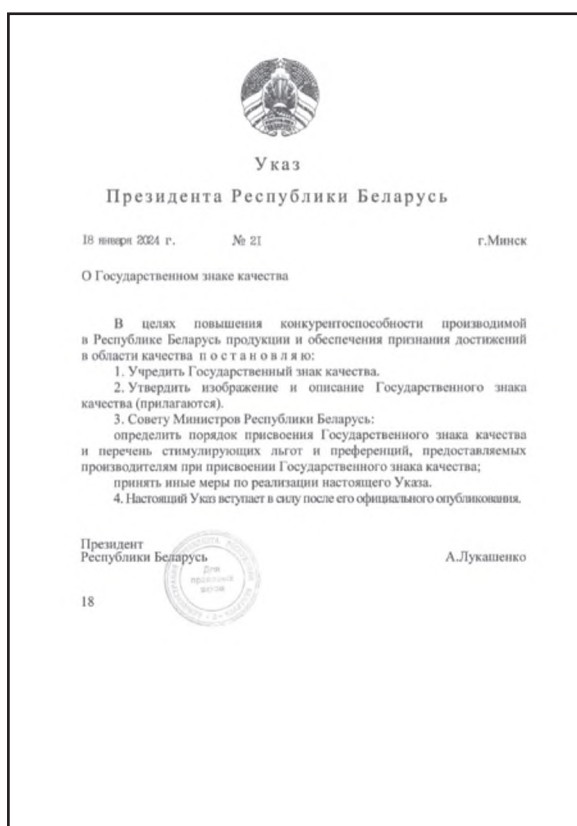 Указ
Президента Республики Беларусь
18 января 2024 г. № 21 г.Минск
О Государственном знаке качества
В целях повышения конкурентоспособности производимой
в Республике Беларусь продукции и обеспечения признания достижений
в области качества п о с т а н о в л я ю:
1. Учредить Государственный знак качества.
2. Утвердить изображение и описание Государственного знака
качества (прилагаются).
3. Совету Министров Республики Беларусь:
определить порядок присвоения Государственного знака качества
и перечень стимулирующих льгот и преференций, предоставляемых
производителям при присвоении Государственного знака качества;
принять иные меры по реализации настоящего Указа.
4. Настоящий Указ вступает в силу после его официального опубликования.
Президент
Республики Беларусь А.Лукашенко
Для
18